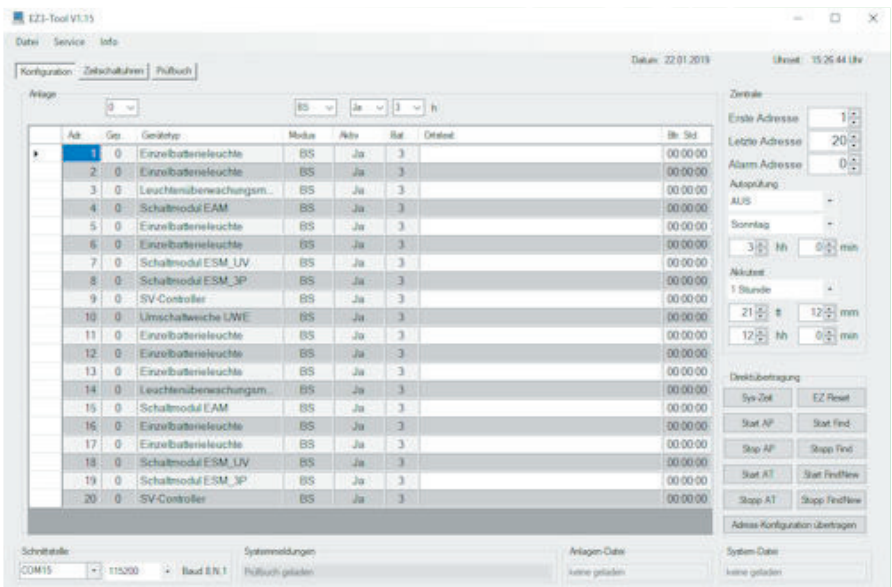 EZ3-Tool V1.15
Datei Service Info
Datum: 22.01.2019 Uhrzeit: 15:26:44 Uhr
Konfiguration Zeitschaltuhren Prüfbuch
Anlage
0 BS Ja 3 h
Adr. Grp. Gerätetyp Modus Aktiv Bat Ortstext Btr. Std.
1 0 Einzelbatterieleuchte BS Ja 3 00:00:00
2 0 Einzelbatterieleuchte BS Ja 3 00:00:00
3 0 Leuchtenüberwachungsm... BS Ja 3 00:00:00
4 0 Schaltmodul EAM BS Ja 3 00:00:00
5 0 Einzelbatterieleuchte BS Ja 3 00:00:00
6 0 Einzelbatterieleuchte BS Ja 3 00:00:00
7 0 Schaltmodul ESM_UV BS Ja 3 00:00:00
8 0 Schaltmodul ESM_3P BS Ja 3 00:00:00
9 0 SV-Controller BS Ja 3 00:00:00
10 0 Umschaltweiche UWE BS Ja 3 00:00:00
11 0 Einzelbatterieleuchte BS Ja 3 00:00:00
12 0 Einzelbatterieleuchte BS Ja 3 00:00:00
13 0 Einzelbatterieleuchte BS Ja 3 00:00:00
14 0 Leuchtenüberwachungsm... BS Ja 3 00:00:00
15 0 Schaltmodul EAM BS Ja 3 00:00:00
16 0 Einzelbatterieleuchte BS Ja 3 00:00:00
17 0 Einzelbatterieleuchte BS Ja 3 00:00:00
18 0 Schaltmodul ESM_UV BS Ja 3 00:00:00
19 0 Schaltmodul ESM_3P BS Ja 3 00:00:00
20 0 SV-Controller BS Ja 3 00:00:00
Zentrale
Erste Adresse 1
Letzte Adresse 20
Alarm Adresse 0
Autoprüfung
AUS
Sonntag
3 hh 0 min
Akkutest
1 Stunde
21 tt 12 mm
12 hh 0 min
Direktübertragung
Sys-Zeit EZ Reset
Start AP Start Find
Stop AP Stopp Find
Start AT Start FindNew
Stopp AT Stopp FindNew
Adress-Konfiguration übertragen
Schnittstelle Systemmeldungen Anlagen-Datei System-Datei
COM15 115200 Baud 8.N.1 Prüfbuch geladen keine geladen keine geladen